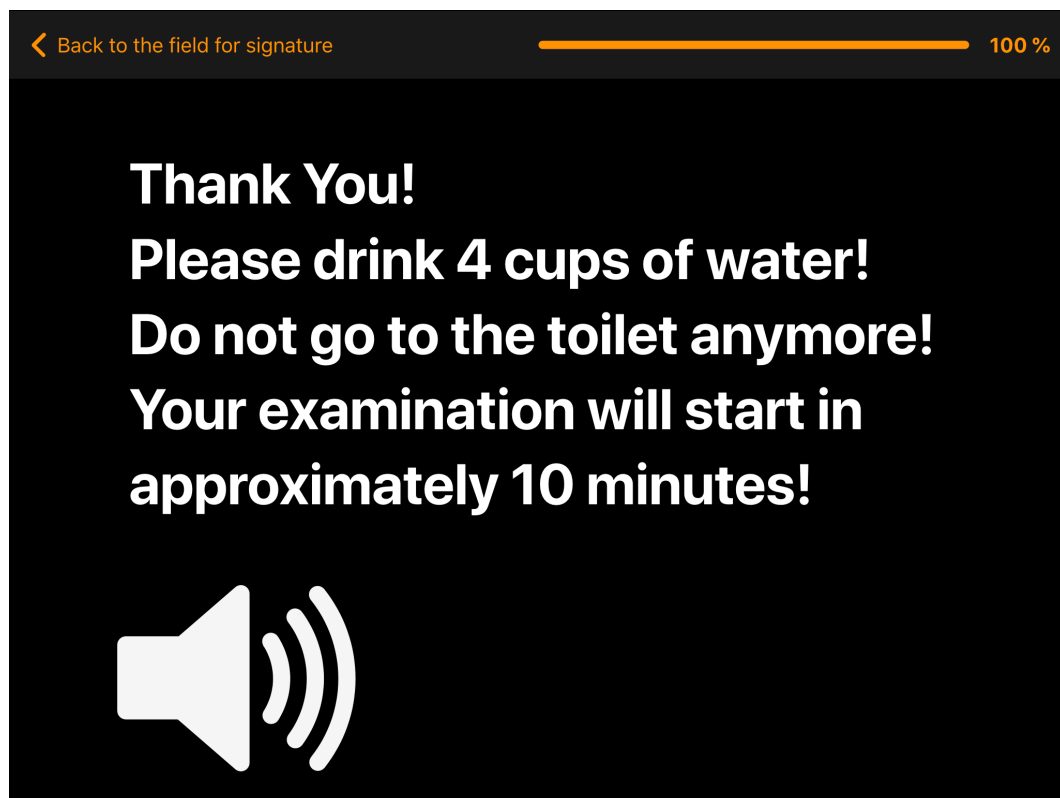 Back to the field for signature
100 %
Thank You!
Please drink 4 cups of water!
Do not go to the toilet anymore!
Your examination will start in
approximately 10 minutes!